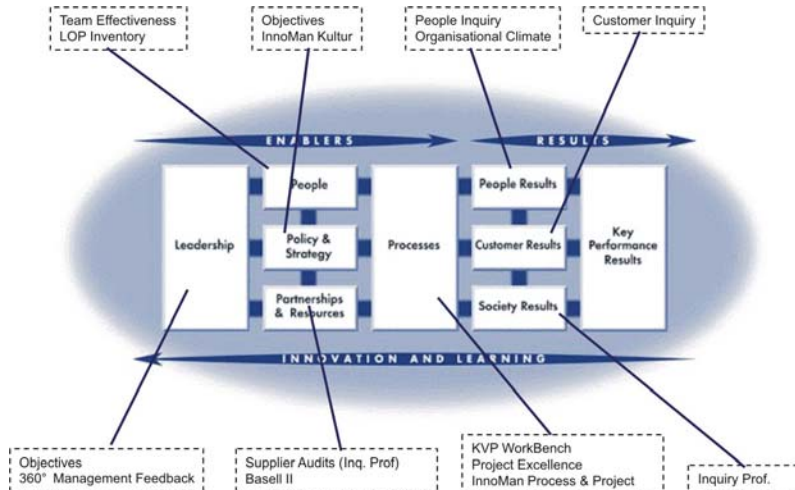 Team Effectiveness
LOP Inventory
Objectives
InnoMan Kultur
People Inquiry
Organisational Climate
Customer Inquiry
ENABLERS
RESULTS
Leadership
People
Policy &
Strategy
Partnerships
& Resources
Processes
People Results
Customer Results
Society Results
Key
Performance
Results
INNOVATION AND LEARNING
Objectives
360° Management Feedback
Supplier Audits (Inq. Prof)
Basell II
KVP WorkBench
Project Excellence
InnoMan Process & Project
Inquiry Prof.